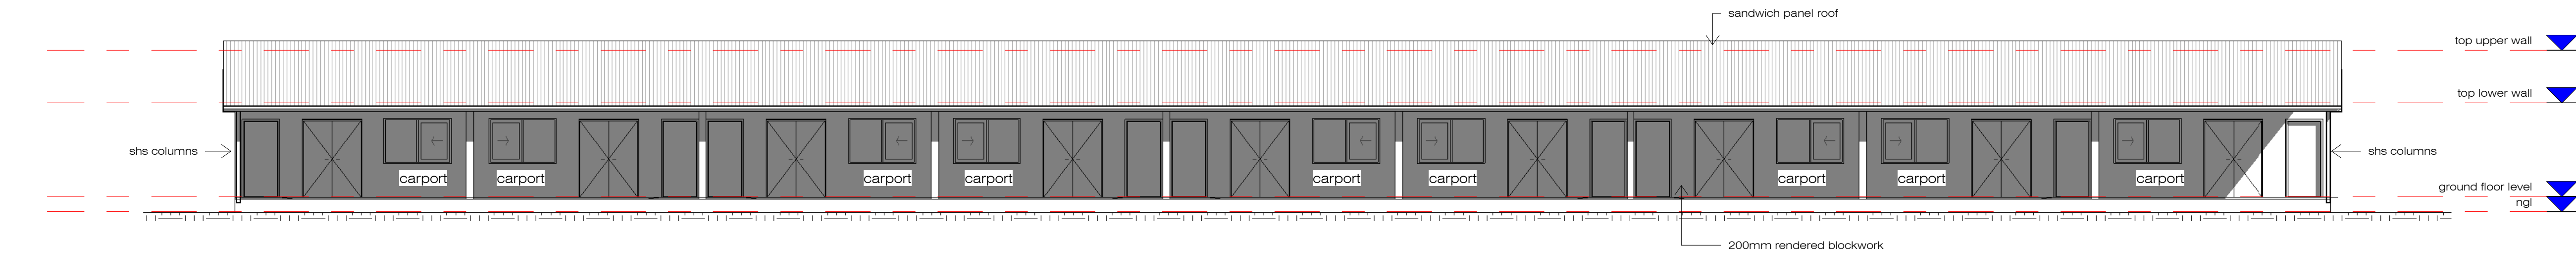 sandwich panel roof
top upper wall
top lower wall
shs columns
shs columns
carport
carport
carport
carport
carport
carport
carport
carport
carport
ground floor level
ngl
200mm rendered blockwork